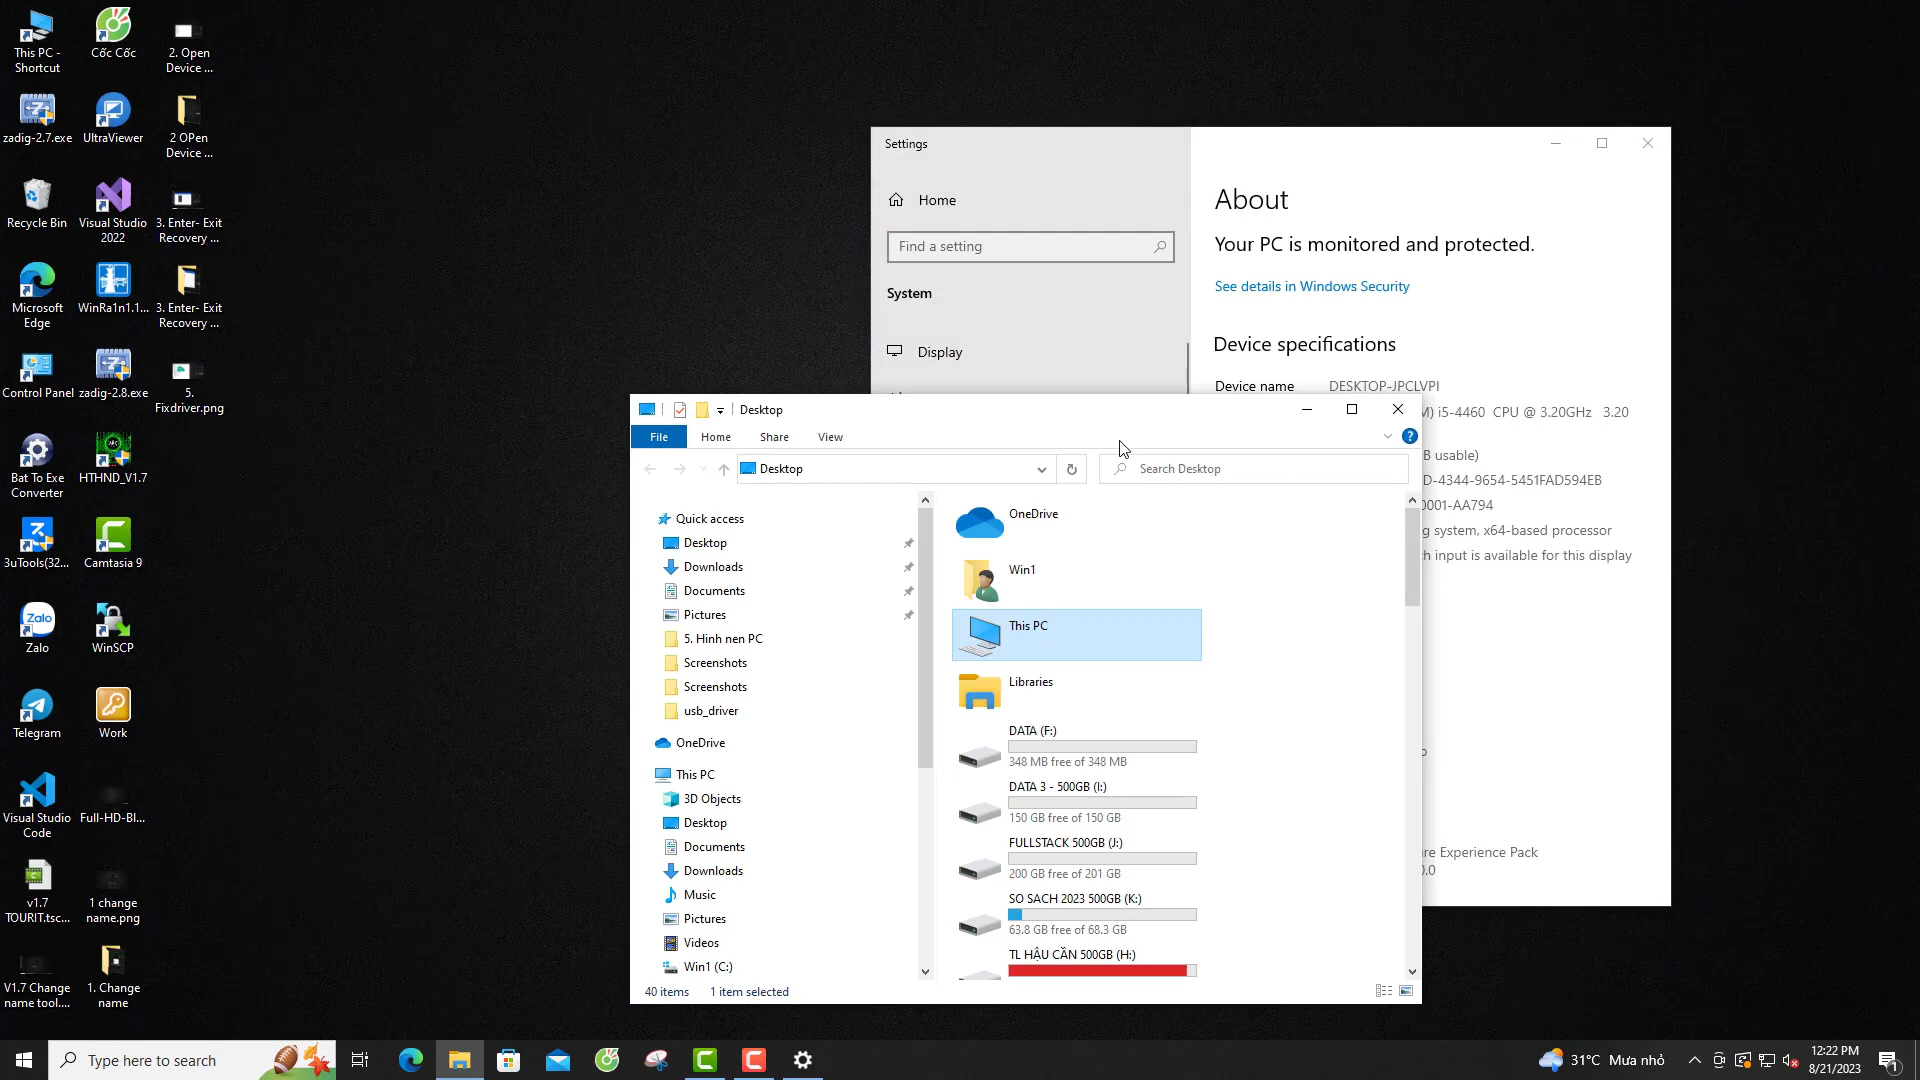 This PC -
Shortcut
Cốc Cốc
2. Open
Device ...
zadig-2.7.exe
UltraViewer
2 OPen
Device ...
Recycle Bin
Visual Studio
2022
3. Enter- Exit
Recovery ...
Microsoft
Edge
WinRa1n1.1...
3. Enter- Exit
Recovery ...
Control Panel
zadig-2.8.exe
5.
Fixdriver.png
Bat To Exe
Converter
HTHND_V1.7
3uTools(32...
Camtasia 9
Zalo
WinSCP
Telegram
Work
Visual Studio
Code
Full-HD-Bl...
v1.7
TOURIT.tsc...
1 change
name.png
V1.7 Change
name tool....
1. Change
name
Settings
Home
Find a setting
System
Display
About
Your PC is monitored and protected.
See details in Windows Security
Device specifications
Device name DESKTOP-JPCLVPI
M) i5-4460 CPU @ 3.20GHz 3.20
B usable)
D-4344-9654-5451FAD594EB
0001-AA794
g system, x64-based processor
h input is available for this display
re Experience Pack
0.0
Desktop
File Home Share View
Desktop
Search Desktop
Quick access
Desktop
Downloads
Documents
Pictures
5. Hinh nen PC
Screenshots
Screenshots
usb_driver
OneDrive
This PC
3D Objects
Desktop
Documents
Downloads
Music
Pictures
Videos
Win1 (C:)
OneDrive
Win1
This PC
Libraries
DATA (F:)
348 MB free of 348 MB
DATA 3 - 500GB (I:)
150 GB free of 150 GB
FULLSTACK 500GB (J:)
200 GB free of 201 GB
SO SACH 2023 500GB (K:)
63.8 GB free of 68.3 GB
TL HẬU CẦN 500GB (H:)
40 items 1 item selected
Type here to search
31°C Mưa nhỏ
12:22 PM
8/21/2023
1